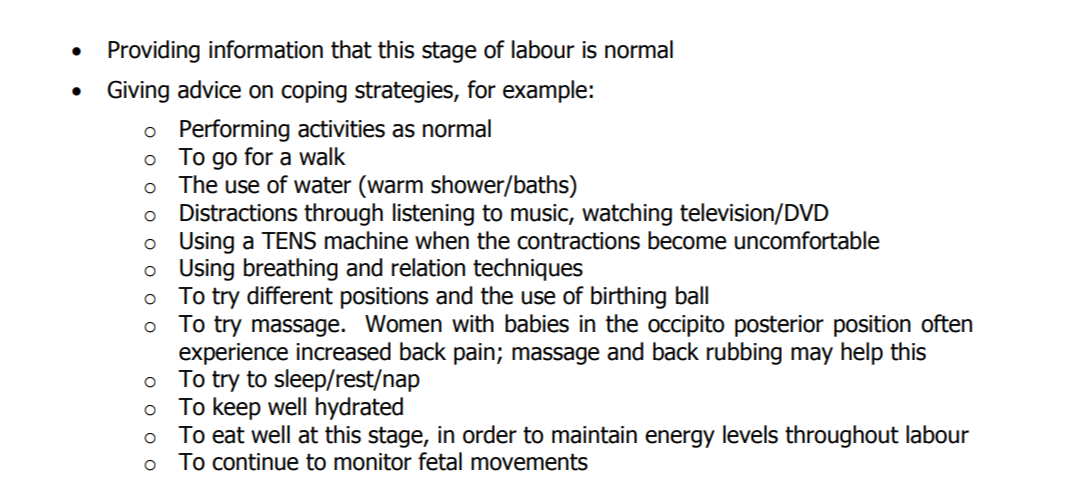 • Providing information that this stage of labour is normal
• Giving advice on coping strategies, for example:
o Performing activities as normal
o To go for a walk
o The use of water (warm shower/baths)
o Distractions through listening to music, watching television/DVD
o Using a TENS machine when the contractions become uncomfortable
o Using breathing and relation techniques
o To try different positions and the use of birthing ball
o To try massage. Women with babies in the occipito posterior position often
experience increased back pain; massage and back rubbing may help this
o To try to sleep/rest/nap
o To keep well hydrated
o To eat well at this stage, in order to maintain energy levels throughout labour
o To continue to monitor fetal movements